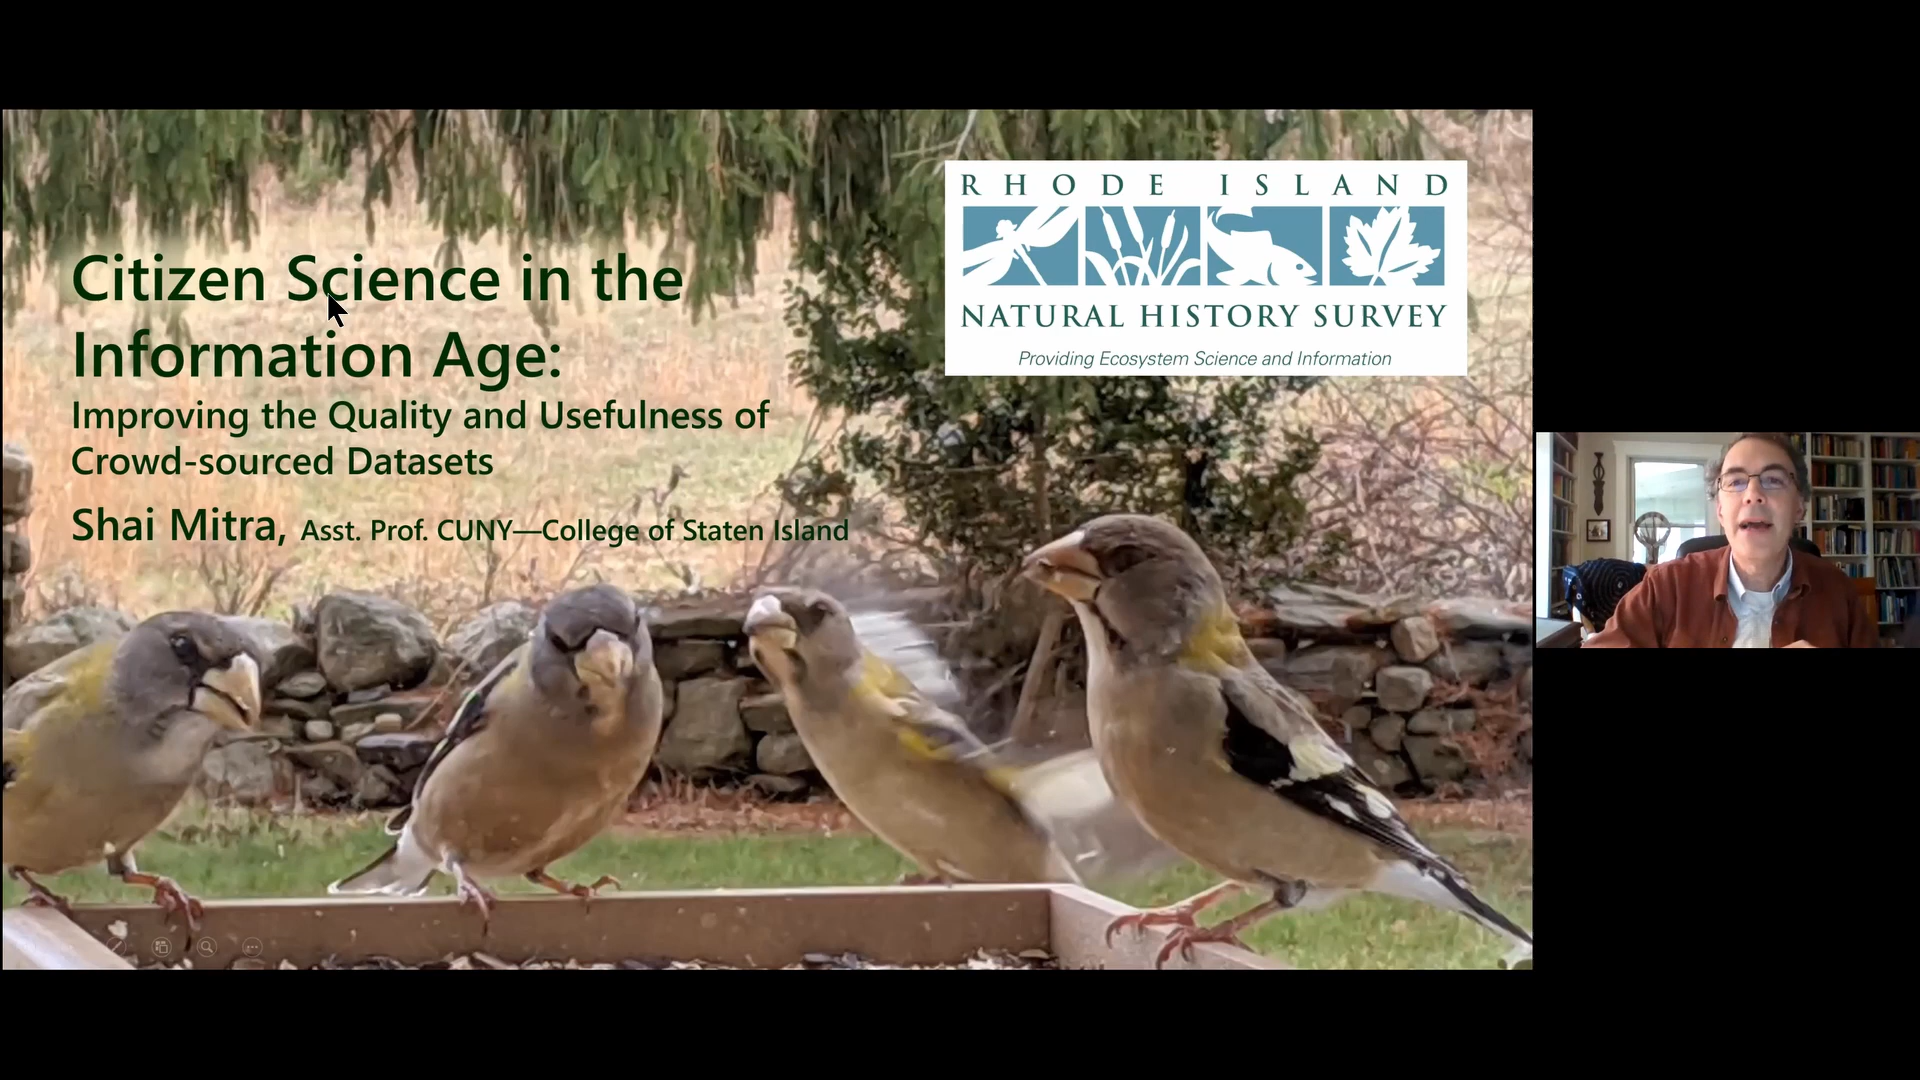 Citizen Science in the
Information Age:
Improving the Quality and Usefulness of
Crowd-sourced Datasets
Shai Mitra, Asst. Prof. CUNY—College of Staten Island
RHODE ISLAND
NATURAL HISTORY SURVEY
Providing Ecosystem Science and Information